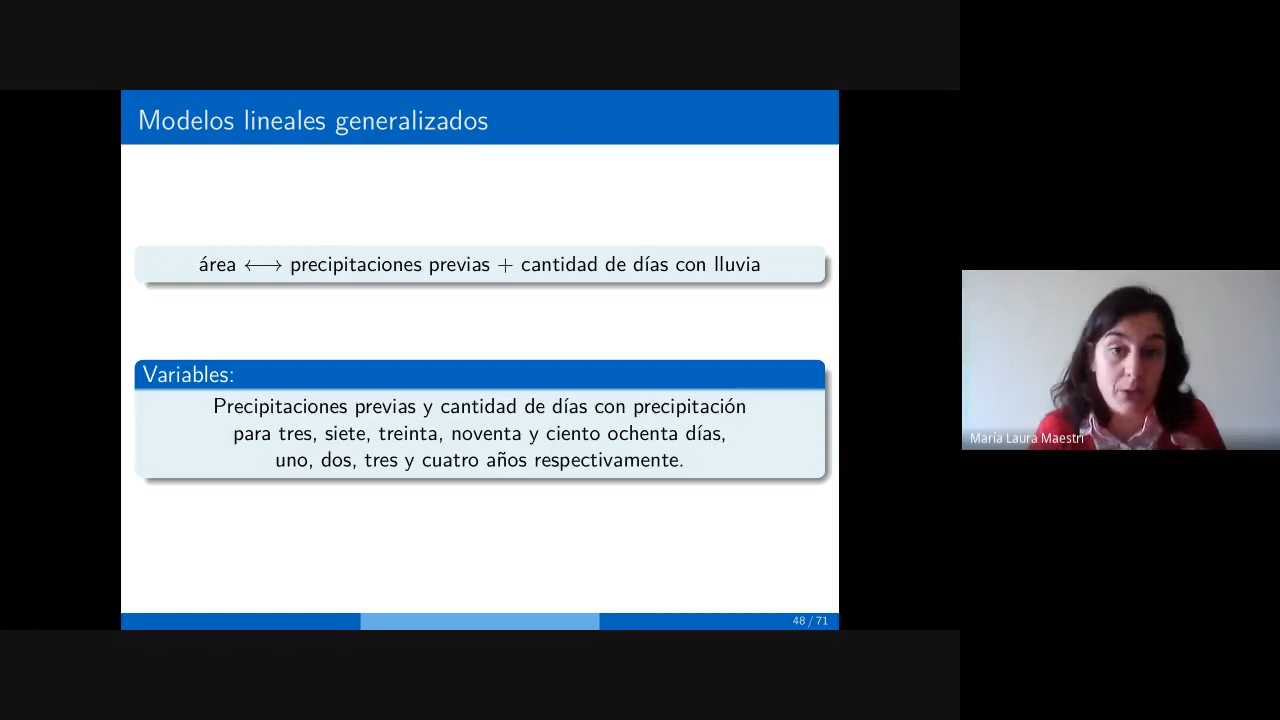 Modelos lineales generalizados
área ⟷ precipitaciones previas + cantidad de días con lluvia
Variables:
Precipitaciones previas y cantidad de días con precipitación
para tres, siete, treinta, noventa y ciento ochenta días,
uno, dos, tres y cuatro años respectivamente.
48 / 71
María Laura Maestri